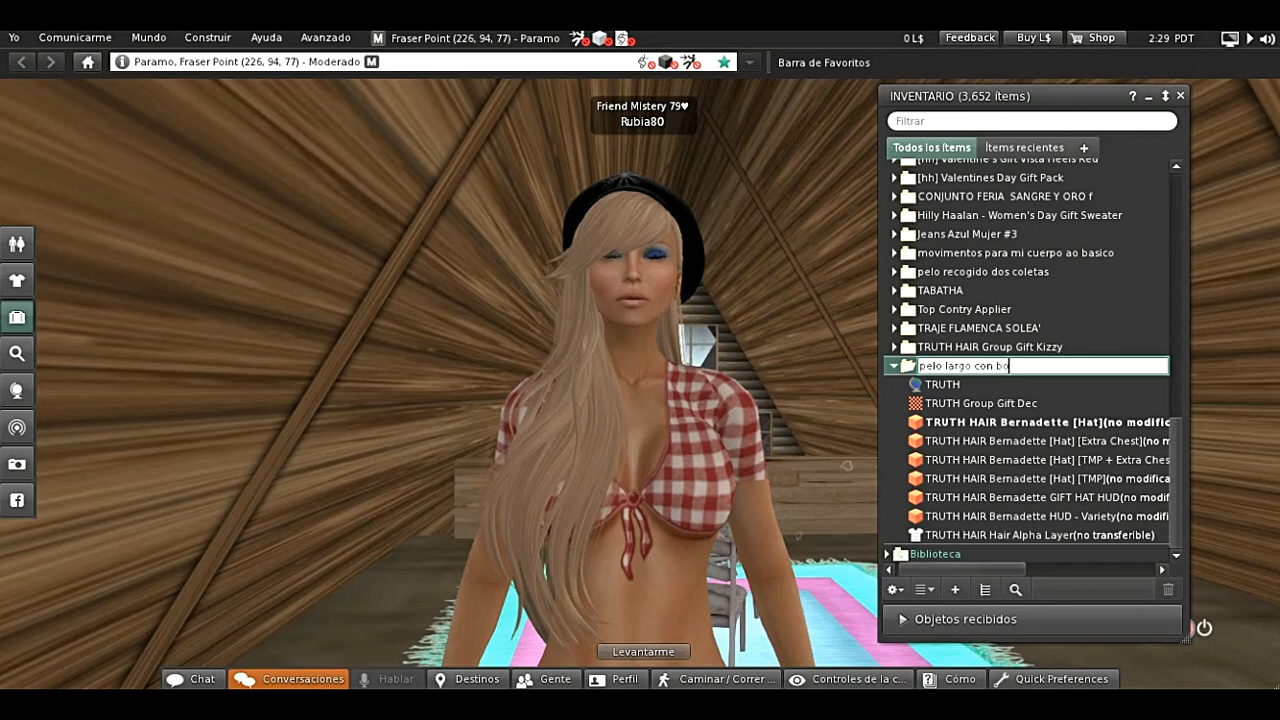 Yo Comunicarme Mundo Construir Ayuda Avanzado M Fraser Point (226, 94, 77) - Paramo 0 L$ Feedback Buy L$ Shop 2:29 PDT
Paramo, Fraser Point (226, 94, 77) - Moderado M Barra de Favoritos
Friend Mistery 79♥
Rubia80
INVENTARIO (3,652 ítems) ?
Filtrar
Todos los ítems Ítems recientes +
[hh] Valentine's Gift Vista Heels Red
[hh] Valentines Day Gift Pack
CONJUNTO FERIA SANGRE Y ORO f
Hilly Haalan - Women's Day Gift Sweater
Jeans Azul Mujer #3
movimentos para mi cuerpo ao basico
pelo recogido dos coletas
TABATHA
Top Contry Applier
TRAJE FLAMENCA SOLEA'
TRUTH HAIR Group Gift Kizzy
pelo largo con bo
TRUTH
TRUTH Group Gift Dec
TRUTH HAIR Bernadette [Hat](no modific
TRUTH HAIR Bernadette [Hat] [Extra Chest](no m
TRUTH HAIR Bernadette [Hat] [TMP + Extra Ches
TRUTH HAIR Bernadette [Hat] [TMP](no modifica
TRUTH HAIR Bernadette GIFT HAT HUD(no modif
TRUTH HAIR Bernadette HUD - Variety(no modifi
TRUTH HAIR Hair Alpha Layer(no transferible)
Biblioteca
Objetos recibidos
Levantarme
Chat Conversaciones Hablar Destinos Gente Perfil Caminar / Correr ... Controles de la c... Cómo Quick Preferences